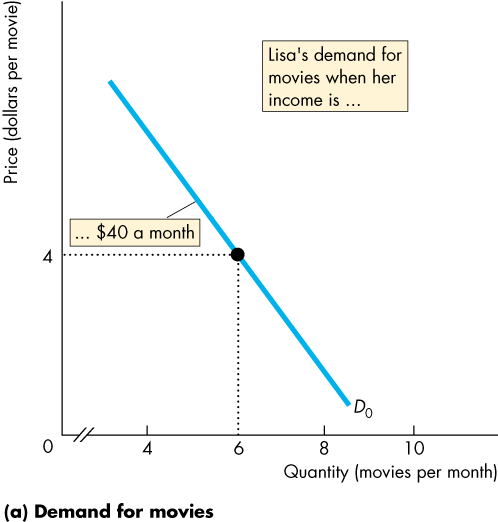 Price (dollars per movie)
Lisa's demand for
movies when her
income is ...
... $40 a month
4
D0
0
4
6
8
10
Quantity (movies per month)
(a) Demand for movies